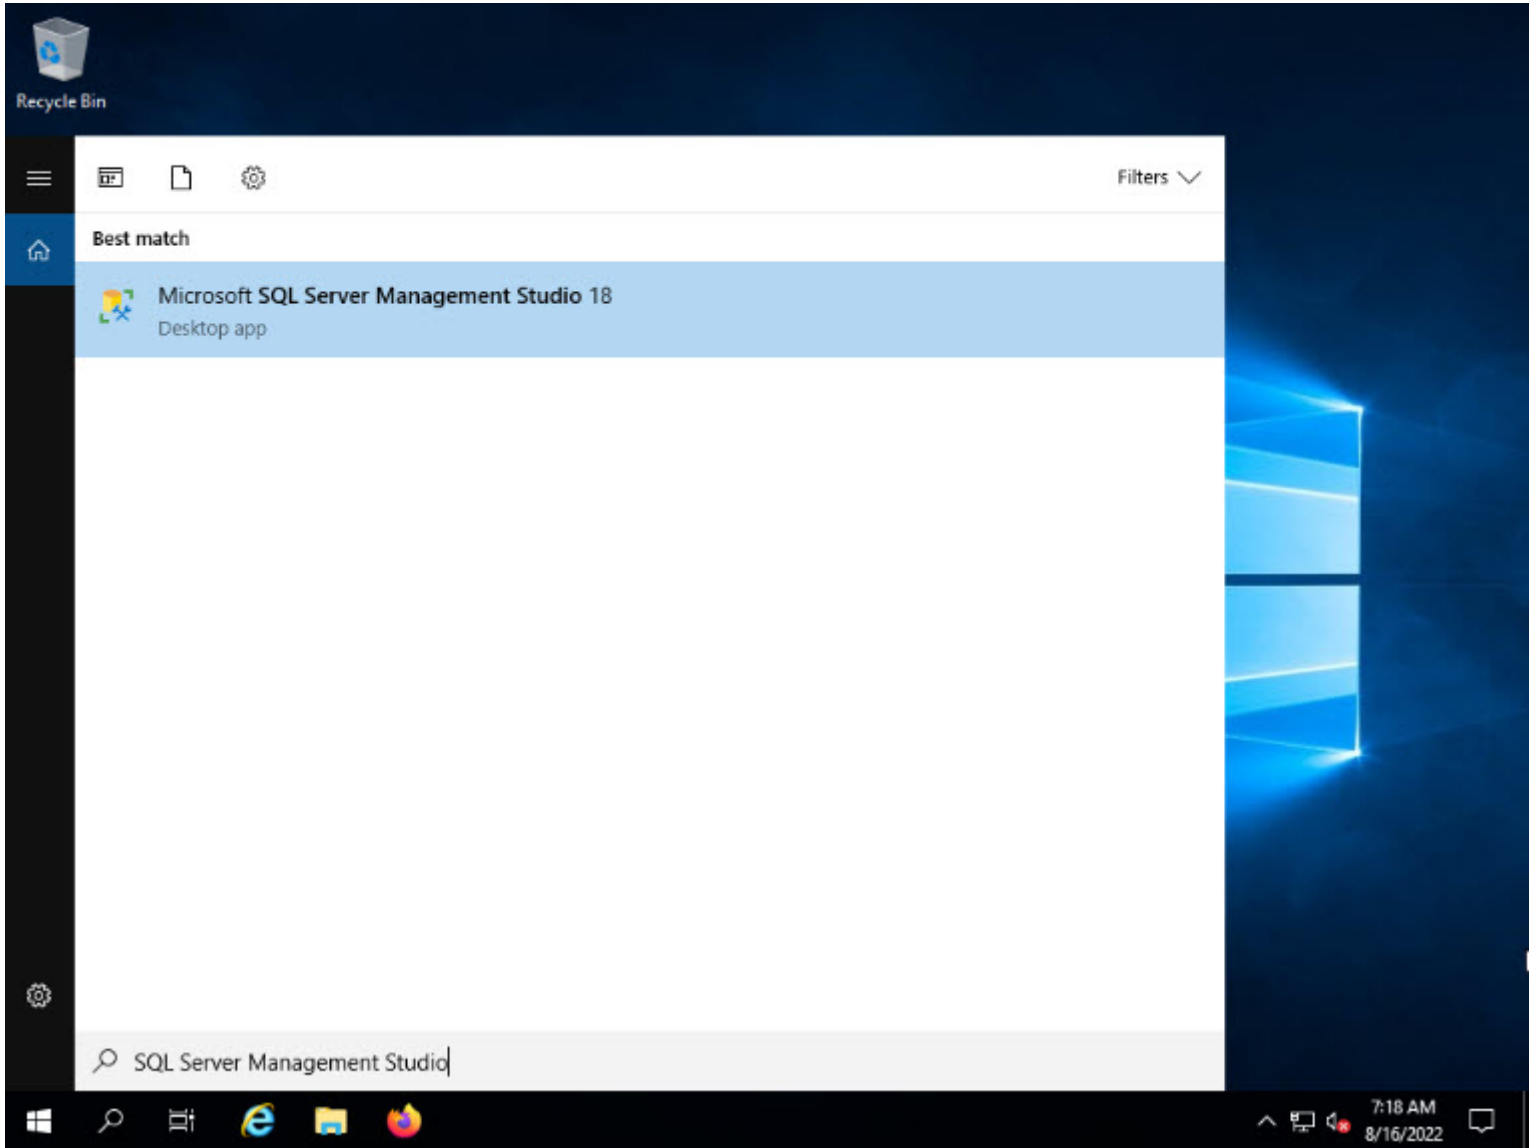 Recycle Bin
Filters
Best match
Microsoft SQL Server Management Studio 18
Desktop app
SQL Server Management Studio
7:18 AM
8/16/2022